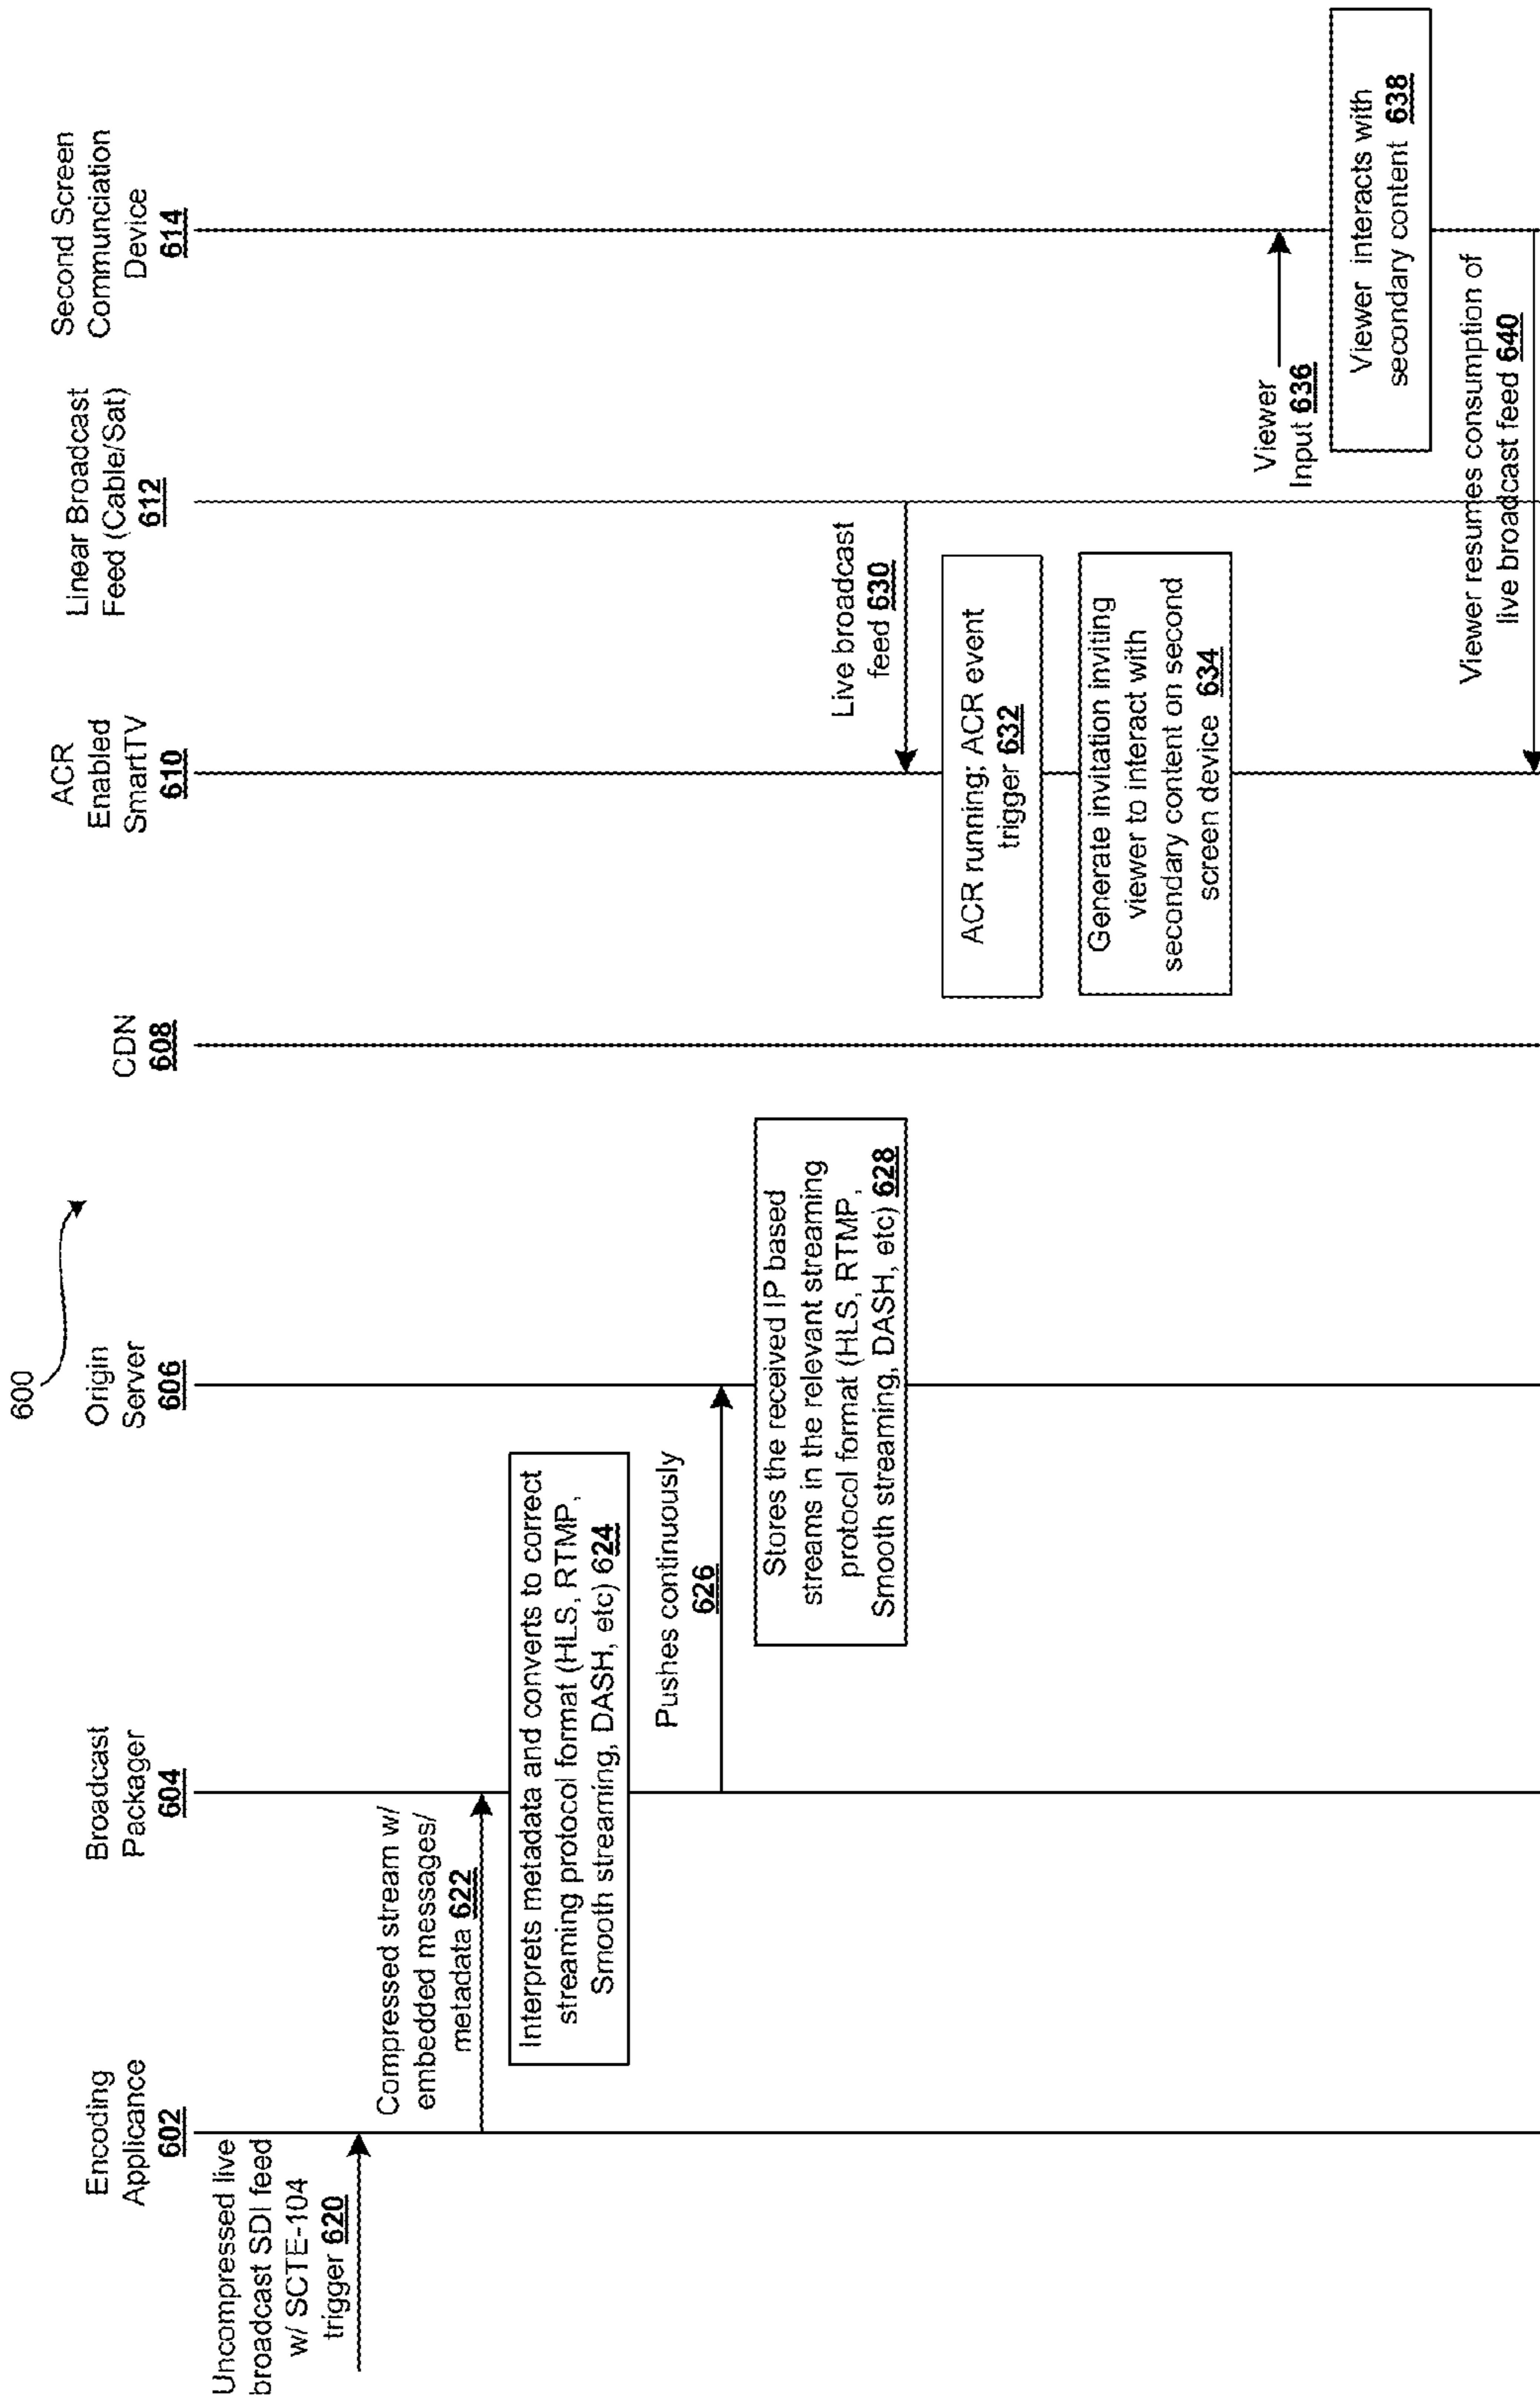 600
Encoding
Applicance
602
Broadcast
Packager
604
Origin
Server
606
CDN
608
ACR
Enabled
SmartTV
610
Linear Broadcast
Feed (Cable/Sat)
612
Second Screen
Communciation
Device
614
Uncompressed live
broadcast SDI feed
w/ SCTE-104
trigger 620
Compressed stream w/
embedded messages/
metadata 622
Interprets metadata and converts to correct
streaming protocol format (HLS, RTMP,
Smooth streaming, DASH, etc) 624
Pushes continuously
626
Stores the received IP based
streams in the relevant streaming
protocol format (HLS, RTMP,
Smooth streaming, DASH, etc) 628
Live broadcast
feed 630
ACR running; ACR event
trigger 632
Generate invitation inviting
viewer to interact with
secondary content on second
screen device 634
Viewer
Input 636
Viewer interacts with
secondary content 638
Viewer resumes consumption of
live broadcast feed 640